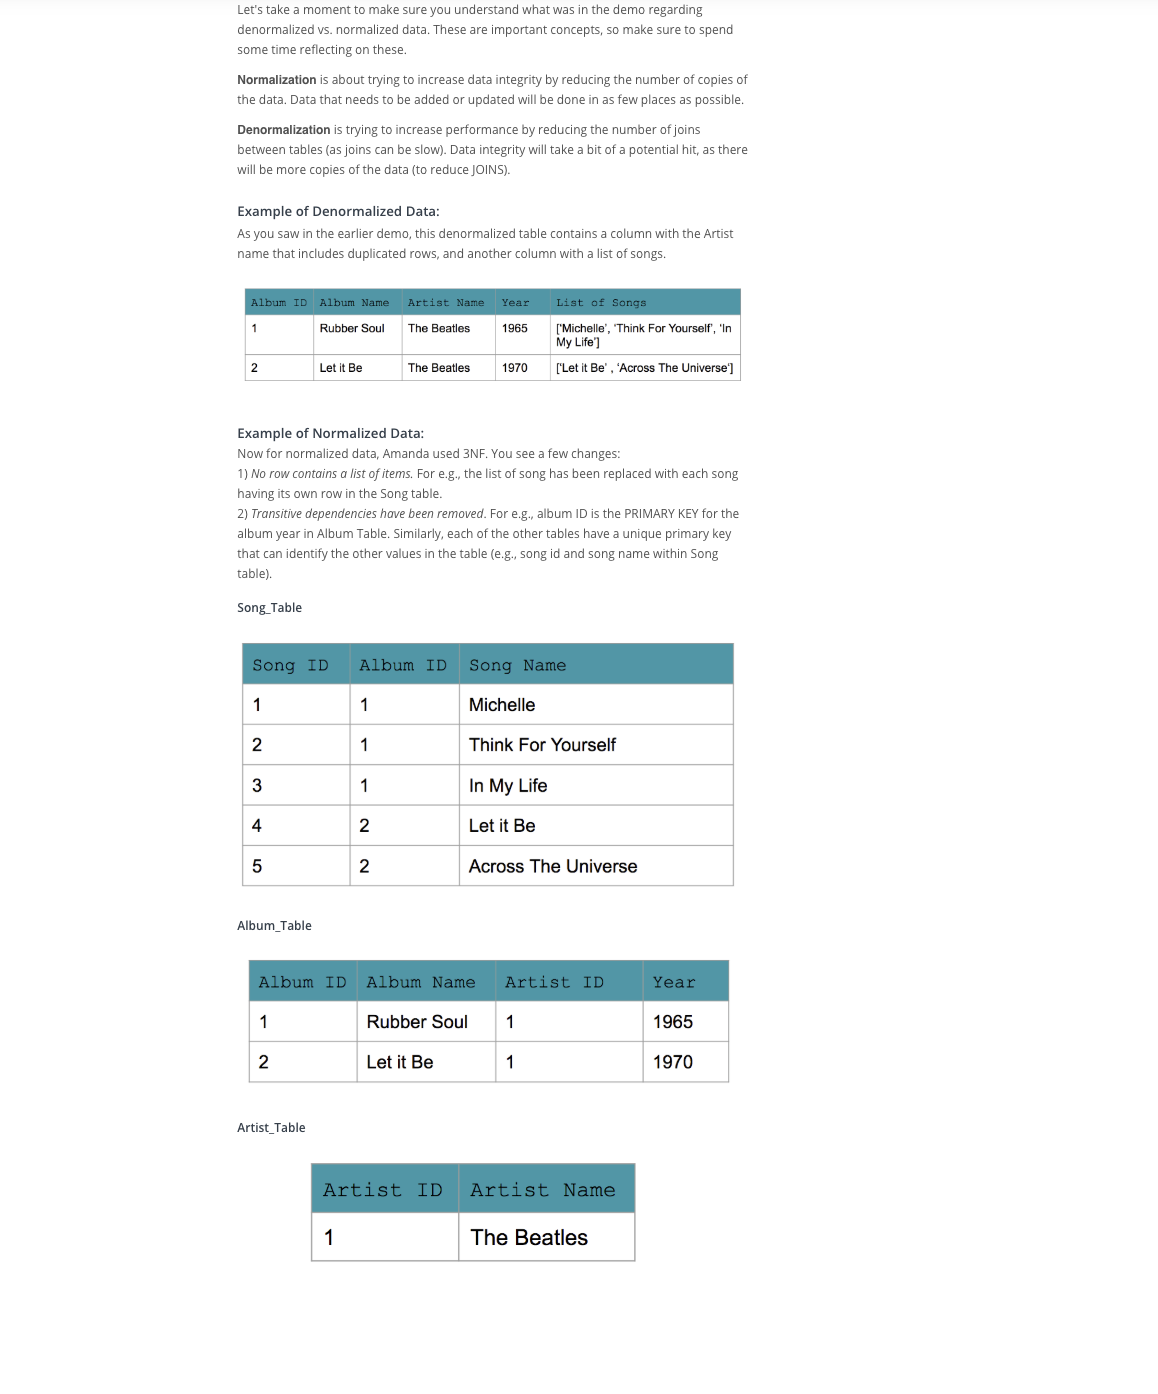 Let's take a moment to make sure you understand what was in the demo regarding
denormalized vs. normalized data. These are important concepts, so make sure to spend
some time reflecting on these.
Normalization is about trying to increase data integrity by reducing the number of copies of
the data. Data that needs to be added or updated will be done in as few places as possible.
Denormalization is trying to increase performance by reducing the number of joins
between tables (as joins can be slow). Data integrity will take a bit of a potential hit, as there
will be more copies of the data (to reduce JOINS).
Example of Denormalized Data:
As you saw in the earlier demo, this denormalized table contains a column with the Artist
name that includes duplicated rows, and another column with a list of songs.
Album ID Album Name Artist Name Year List of Songs
1 Rubber Soul The Beatles 1965 ['Michelle', 'Think For Yourself', 'In
My Life']
2 Let it Be The Beatles 1970 ['Let it Be' , 'Across The Universe']
Example of Normalized Data:
Now for normalized data, Amanda used 3NF. You see a few changes:
1) No row contains a list of items. For e.g., the list of song has been replaced with each song
having its own row in the Song table.
2) Transitive dependencies have been removed. For e.g., album ID is the PRIMARY KEY for the
album year in Album Table. Similarly, each of the other tables have a unique primary key
that can identify the other values in the table (e.g., song id and song name within Song
table).
Song_Table
Song ID Album ID Song Name
1 1 Michelle
2 1 Think For Yourself
3 1 In My Life
4 2 Let it Be
5 2 Across The Universe
Album_Table
Album ID Album Name Artist ID Year
1 Rubber Soul 1 1965
2 Let it Be 1 1970
Artist_Table
Artist ID Artist Name
1 The Beatles